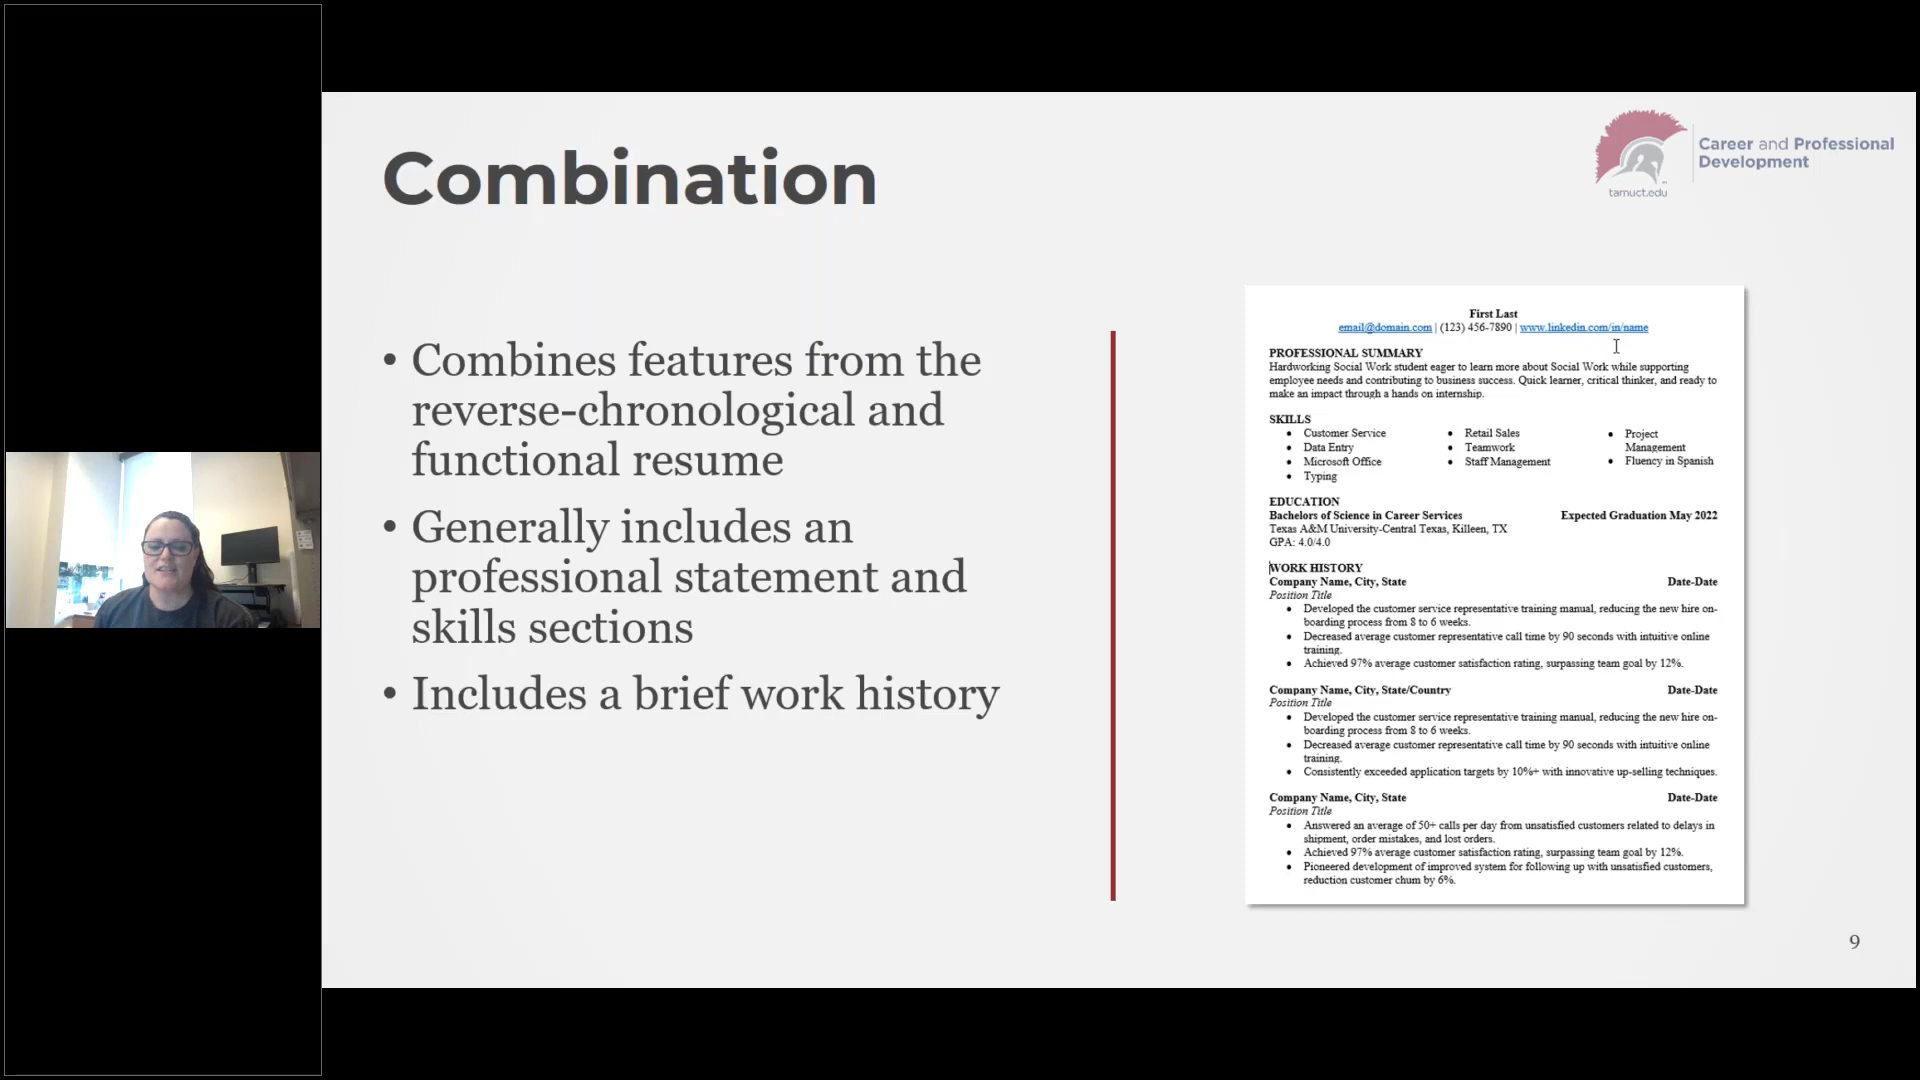 Combination
Career and Professional
Development
tamuct.edu
• Combines features from the
reverse-chronological and
functional resume
• Generally includes an
professional statement and
skills sections
• Includes a brief work history
First Last
email@domain.com | (123) 456-7890 | www.linkedin.com/in/name
PROFESSIONAL SUMMARY
Hardworking Social Work student eager to learn more about Social Work while supporting
employee needs and contributing to business success. Quick learner, critical thinker, and ready to
make an impact through a hands on internship.
SKILLS
• Customer Service
• Data Entry
• Microsoft Office
• Typing
• Retail Sales
• Teamwork
• Staff Management
• Project
Management
• Fluency in Spanish
EDUCATION
Bachelors of Science in Career Services Expected Graduation May 2022
Texas A&M University-Central Texas, Killeen, TX
GPA: 4.0/4.0
WORK HISTORY
Company Name, City, State Date-Date
Position Title
• Developed the customer service representative training manual, reducing the new hire on-
boarding process from 8 to 6 weeks.
• Decreased average customer representative call time by 90 seconds with intuitive online
training.
• Achieved 97% average customer satisfaction rating, surpassing team goal by 12%.
Company Name, City, State/Country Date-Date
Position Title
• Developed the customer service representative training manual, reducing the new hire on-
boarding process from 8 to 6 weeks.
• Decreased average customer representative call time by 90 seconds with intuitive online
training.
• Consistently exceeded application targets by 10%+ with innovative up-selling techniques.
Company Name, City, State Date-Date
Position Title
• Answered an average of 50+ calls per day from unsatisfied customers related to delays in
shipment, order mistakes, and lost orders.
• Achieved 97% average customer satisfaction rating, surpassing team goal by 12%.
• Pioneered development of improved system for following up with unsatisfied customers,
reduction customer churn by 6%.
9